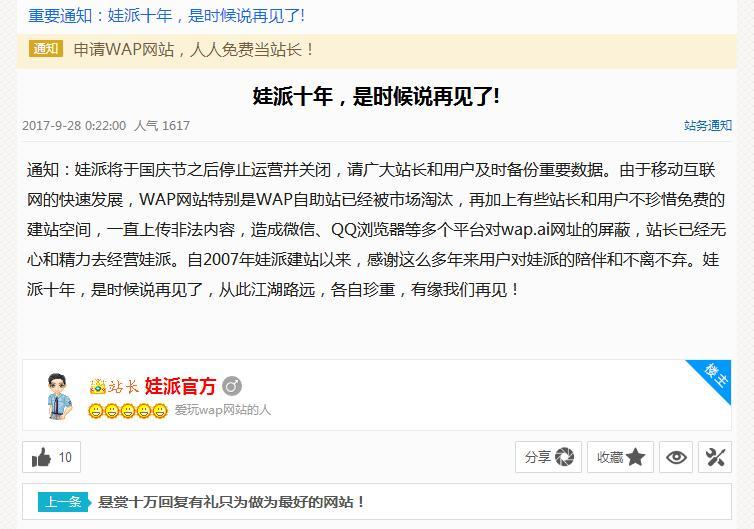 重要通知：娃派十年，是时候说再见了!
通知 申请WAP网站，人人免费当站长！
娃派十年，是时候说再见了!
2017-9-28 0:22:00 人气 1617 站务通知
通知：娃派将于国庆节之后停止运营并关闭，请广大站长和用户及时备份重要数据。由于移动互联
网的快速发展，WAP网站特别是WAP自助站已经被市场淘汰，再加上有些站长和用户不珍惜免费的
建站空间，一直上传非法内容，造成微信、QQ浏览器等多个平台对wap.ai网址的屏蔽，站长已经无
心和精力去经营娃派。自2007年娃派建站以来，感谢这么多年来用户对娃派的陪伴和不离不弃。娃
派十年，是时候说再见了，从此江湖路远，各自珍重，有缘我们再见！
楼主
站长 娃派官方
爱玩wap网站的人
10 分享 收藏
上一条 悬赏十万回复有礼只为做为最好的网站！